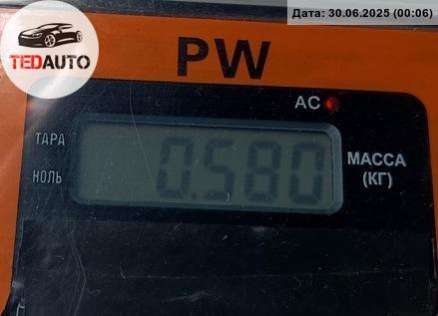 Дата: 30.06.2025 (00:06)
TEDAUTO
PW
AC
ТАРА
НОЛЬ
0.580
МАССА
(КГ)